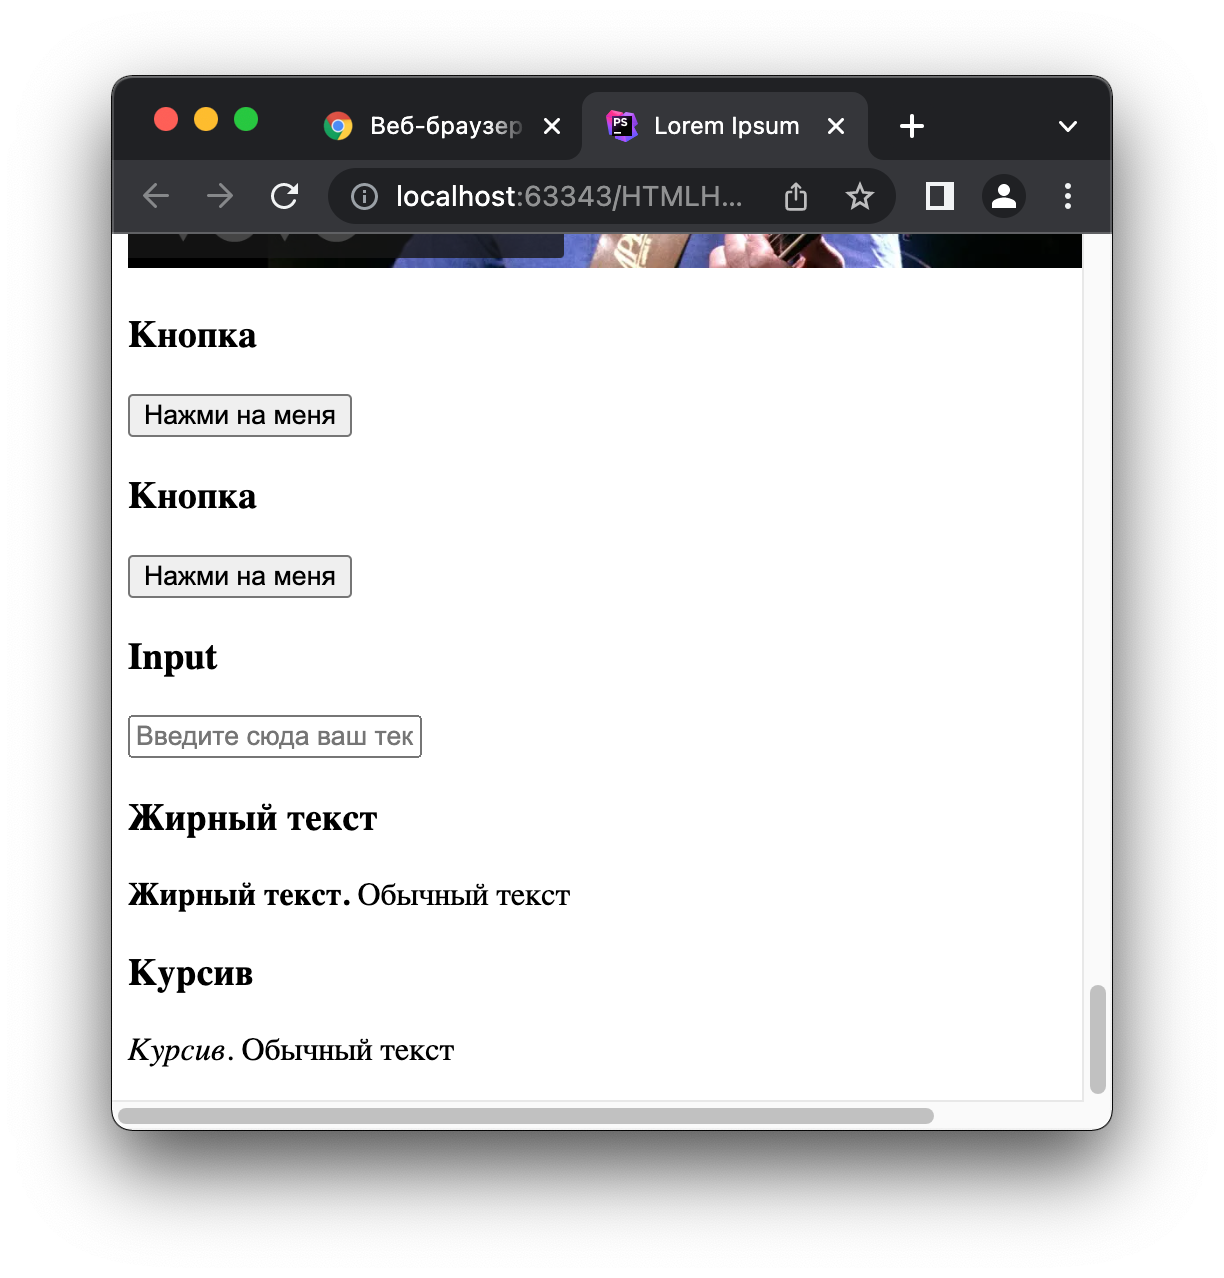 Веб-браузер
PS
Lorem Ipsum
localhost:63343/HTMLH...
Кнопка
Нажми на меня
Кнопка
Нажми на меня
Input
Введите сюда ваш тек
Жирный текст
Жирный текст. Обычный текст
Курсив
Курсив. Обычный текст